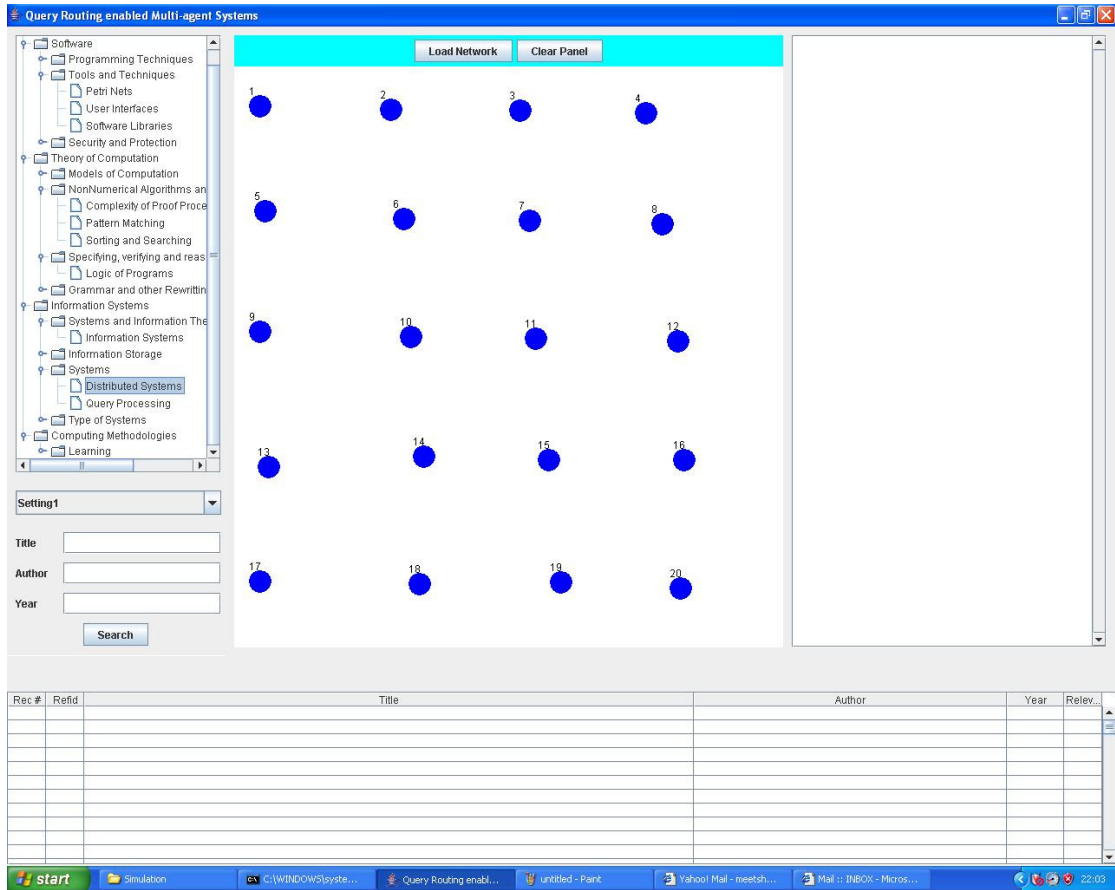 Query Routing enabled Multi-agent Systems
Software
Programming Techniques
Tools and Techniques
Petri Nets
User Interfaces
Software Libraries
Security and Protection
Theory of Computation
Models of Computation
NonNumerical Algorithms an
Complexity of Proof Proce
Pattern Matching
Sorting and Searching
Specifying, verifying and reas
Logic of Programs
Grammar and other Rewrittin
Information Systems
Systems and Information The
Information Systems
Information Storage
Systems
Distributed Systems
Query Processing
Type of Systems
Computing Methodologies
Learning
Setting1
Title
Author
Year
Search
Load Network Clear Panel
1 2 3 4
5 6 7 8
9 10 11 12
13 14 15 16
17 18 19 20
Rec # Refid Title Author Year Relev...
start Simulation C:\WINDOWS\syste... Query Routing enabl... untitled - Paint Yahoo! Mail - meetsh... Mail :: INBOX - Micros... 22:03